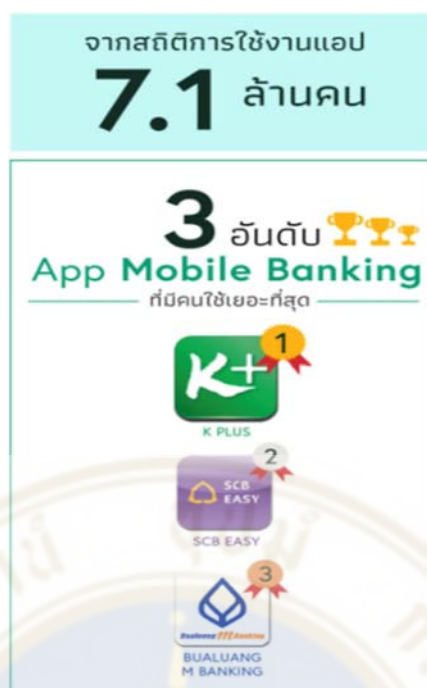 จากสถิติการใช้งานแอป
7.1 ล้านคน
3 อันดับ
App Mobile Banking
ที่มีคนใช้เยอะที่สุด
1
K+
K PLUS
2
SCB
EASY
SCB EASY
3
Bualuang mBanking
BUALUANG
M BANKING